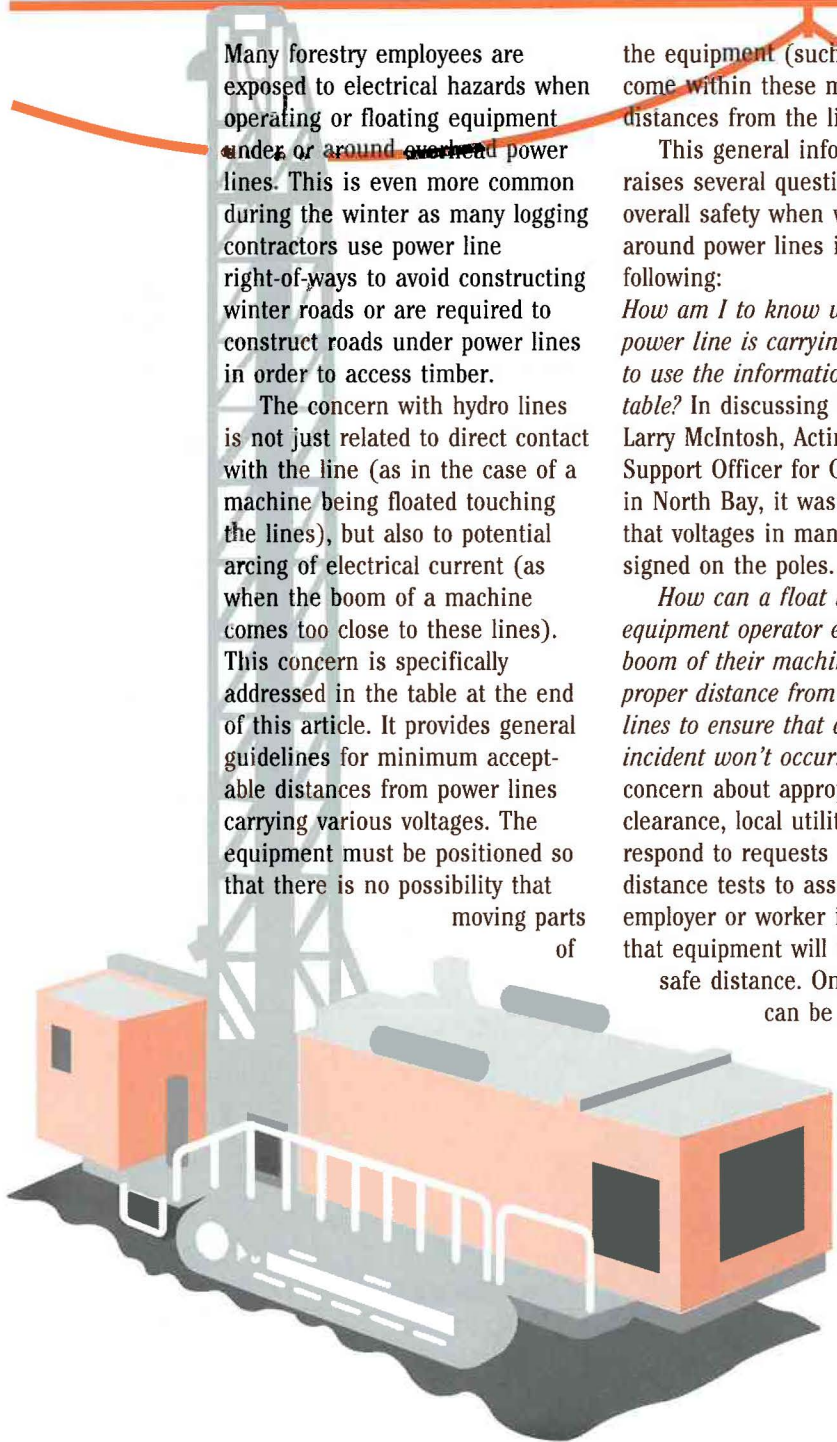 Many forestry employees are
exposed to electrical hazards when
operating or floating equipment
under or around overhead power
lines. This is even more common
during the winter as many logging
contractors use power line
right-of-ways to avoid constructing
winter roads or are required to
construct roads under power lines
in order to access timber.
The concern with hydro lines
is not just related to direct contact
with the line (as in the case of a
machine being floated touching
the lines), but also to potential
arcing of electrical current (as
when the boom of a machine
comes too close to these lines).
This concern is specifically
addressed in the table at the end
of this article. It provides general
guidelines for minimum accept-
able distances from power lines
carrying various voltages. The
equipment must be positioned so
that there is no possibility that
moving parts
of
the equipment (such
come within these m
distances from the li
This general info
raises several questi
overall safety when w
around power lines i
following:
How am I to know u
power line is carryin
to use the informatio
table? In discussing
Larry McIntosh, Actin
Support Officer for O
in North Bay, it was
that voltages in man
signed on the poles.
How can a float
equipment operator e
boom of their machin
proper distance from
lines to ensure that a
incident won't occur
concern about approp
clearance, local utilit
respond to requests
distance tests to ass
employer or worker i
that equipment will
safe distance. On
can be